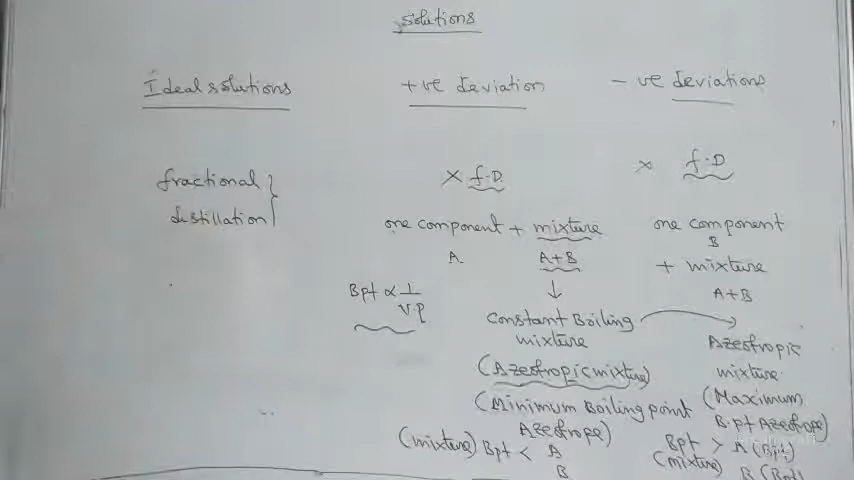 solutions
Ideal solutions
fractional }
distillation
+ve deviation
× f.D.
one component + mixture
A. A+B
↓
Bpt ∝ 1/V.P
Constant Boiling
mixture
(Azeotropic mixture)
(Minimum Boiling point
Azeotrope)
(mixture) Bpt < A
B
- ve deviations
× f.D
one component
B
+ mixture
A+B
Azeotropic
mixture
(Maximum
B.pt Azeotrope)
Bpt > A (Bpt)
(mixture) B (Bpt)